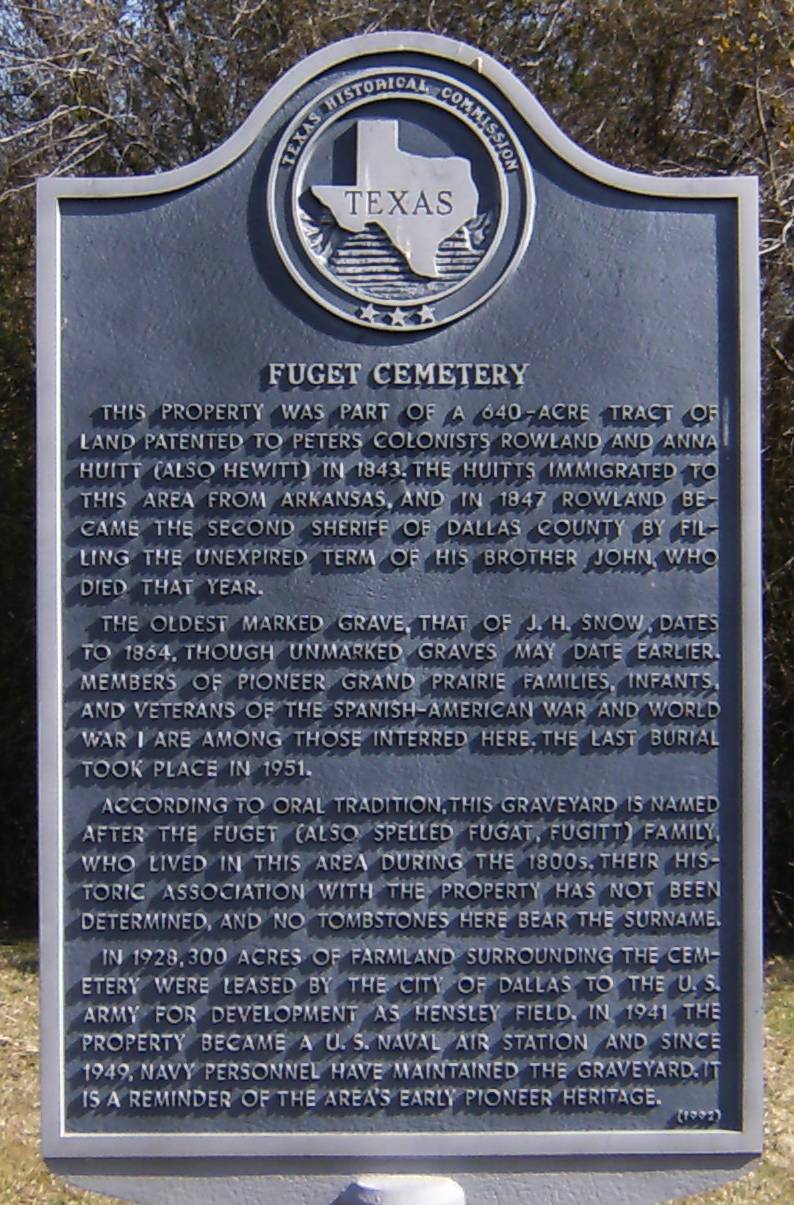 TEXAS HISTORICAL COMMISSION
TEXAS
FUGET CEMETERY
THIS PROPERTY WAS PART OF A 640-ACRE TRACT OF
LAND PATENTED TO PETERS COLONISTS ROWLAND AND ANNA
HUITT (ALSO HEWITT) IN 1843. THE HUITTS IMMIGRATED TO
THIS AREA FROM ARKANSAS, AND IN 1847 ROWLAND BE-
CAME THE SECOND SHERIFF OF DALLAS COUNTY BY FIL-
LING THE UNEXPIRED TERM OF HIS BROTHER JOHN, WHO
DIED THAT YEAR.
THE OLDEST MARKED GRAVE, THAT OF J. H. SNOW, DATES
TO 1864, THOUGH UNMARKED GRAVES MAY DATE EARLIER.
MEMBERS OF PIONEER GRAND PRAIRIE FAMILIES, INFANTS,
AND VETERANS OF THE SPANISH-AMERICAN WAR AND WORLD
WAR I ARE AMONG THOSE INTERRED HERE. THE LAST BURIAL
TOOK PLACE IN 1951.
ACCORDING TO ORAL TRADITION, THIS GRAVEYARD IS NAMED
AFTER THE FUGET (ALSO SPELLED FUGAT, FUGITT) FAMILY,
WHO LIVED IN THIS AREA DURING THE 1800s. THEIR HIS-
TORIC ASSOCIATION WITH THE PROPERTY HAS NOT BEEN
DETERMINED, AND NO TOMBSTONES HERE BEAR THE SURNAME.
IN 1928, 300 ACRES OF FARMLAND SURROUNDING THE CEM-
ETERY WERE LEASED BY THE CITY OF DALLAS TO THE U. S.
ARMY FOR DEVELOPMENT AS HENSLEY FIELD. IN 1941 THE
PROPERTY BECAME A U. S. NAVAL AIR STATION AND SINCE
1949, NAVY PERSONNEL HAVE MAINTAINED THE GRAVEYARD. IT
IS A REMINDER OF THE AREA'S EARLY PIONEER HERITAGE.
(1992)